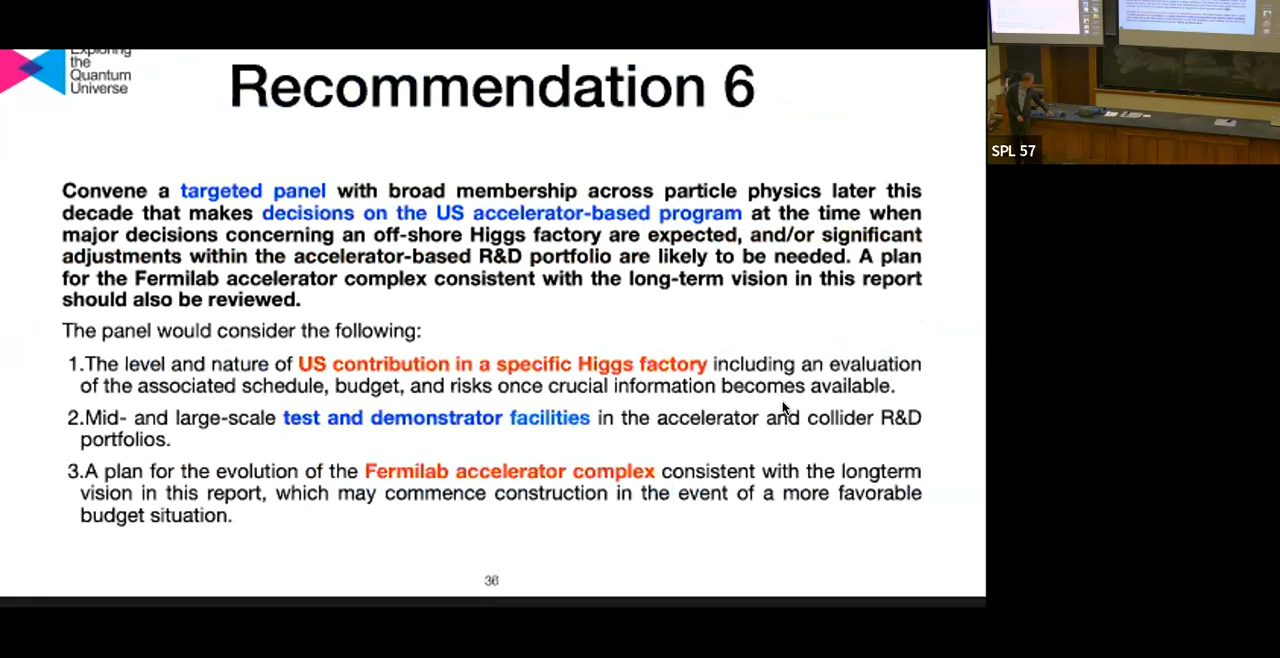 Exploring
the
Quantum
Universe
Recommendation 6
Convene a targeted panel with broad membership across particle physics later this
decade that makes decisions on the US accelerator-based program at the time when
major decisions concerning an off-shore Higgs factory are expected, and/or significant
adjustments within the accelerator-based R&D portfolio are likely to be needed. A plan
for the Fermilab accelerator complex consistent with the long-term vision in this report
should also be reviewed.
The panel would consider the following:
1.The level and nature of US contribution in a specific Higgs factory including an evaluation
of the associated schedule, budget, and risks once crucial information becomes available.
2.Mid- and large-scale test and demonstrator facilities in the accelerator and collider R&D
portfolios.
3.A plan for the evolution of the Fermilab accelerator complex consistent with the longterm
vision in this report, which may commence construction in the event of a more favorable
budget situation.
36
SPL 57